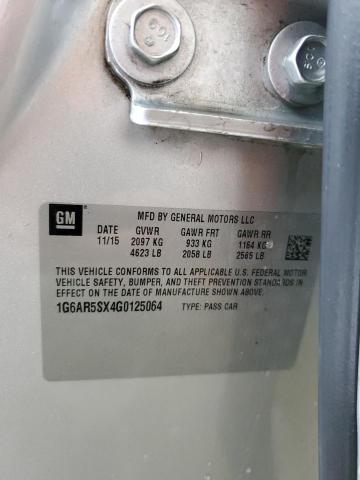 GM
MFD BY GENERAL MOTORS LLC
DATE GVWR GAWR FRT GAWR RR
11/15 2097 KG 933 KG 1164 KG
4623 LB 2058 LB 2565 LB
THIS VEHICLE CONFORMS TO ALL APPLICABLE U.S. FEDERAL MOTOR
VEHICLE SAFETY, BUMPER, AND THEFT PREVENTION STANDARDS IN
EFFECT ON THE DATE OF MANUFACTURE SHOWN ABOVE.
1G6AR5SX4G0125064 TYPE: PASS CAR